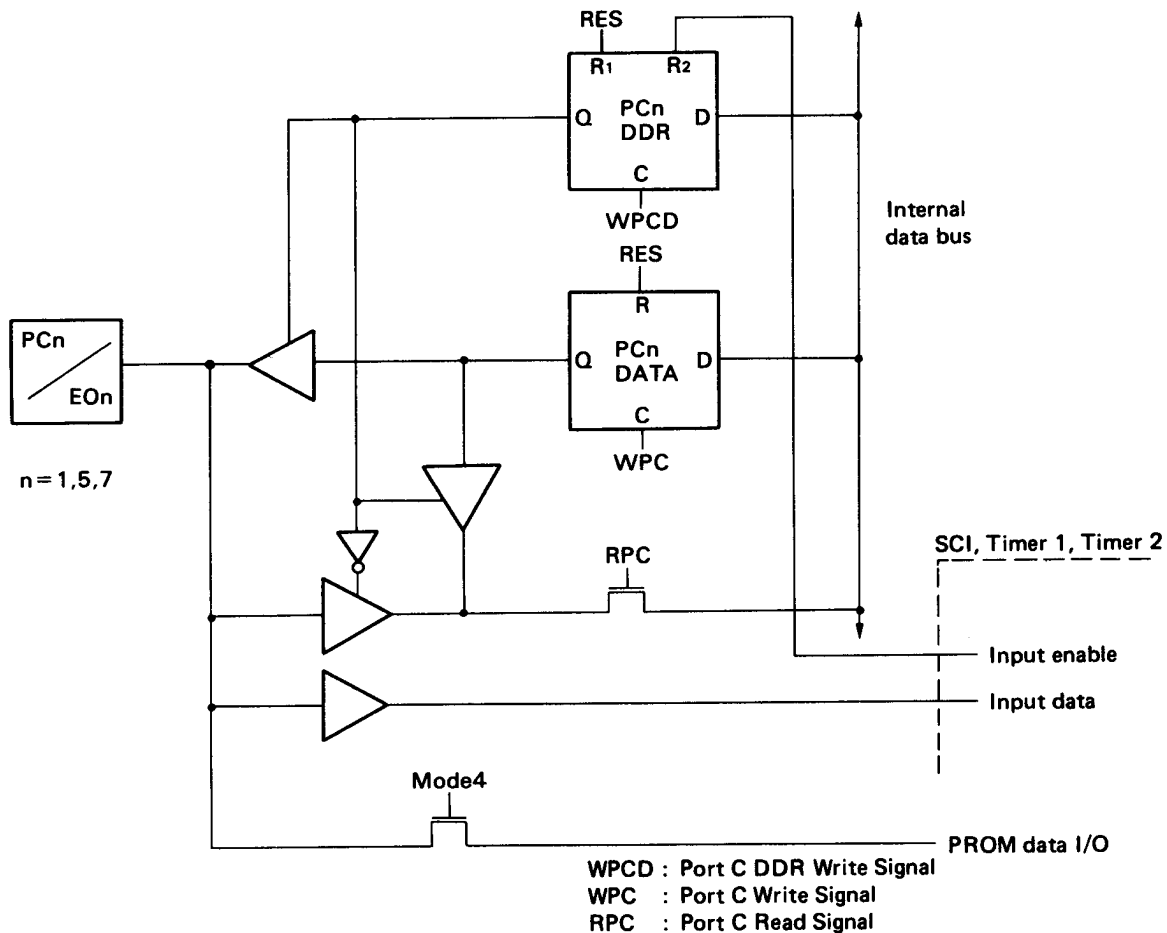 RES
R1 R2
Q PCn DDR D
C
WPCD
Internal
data bus
RES
R
PCn
EOn
Q PCn DATA D
C
WPC
n=1,5,7
SCI, Timer 1, Timer 2
RPC
Input enable
Input data
Mode4
PROM data I/O
WPCD : Port C DDR Write Signal
WPC : Port C Write Signal
RPC : Port C Read Signal